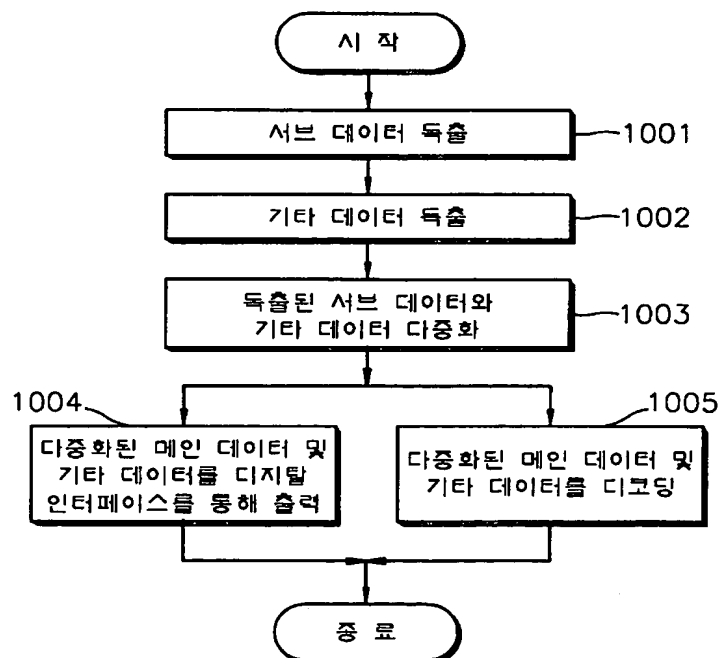 시 작
서브 데이터 독출
1001
기타 데이터 독출
1002
독출된 서브 데이터와
기타 데이터 다중화
1003
1004
다중화된 메인 데이터 및
기타 데이터를 디지탈
인터페이스를 통해 출력
1005
다중화된 메인 데이터 및
기타 데이터를 디코딩
종 료